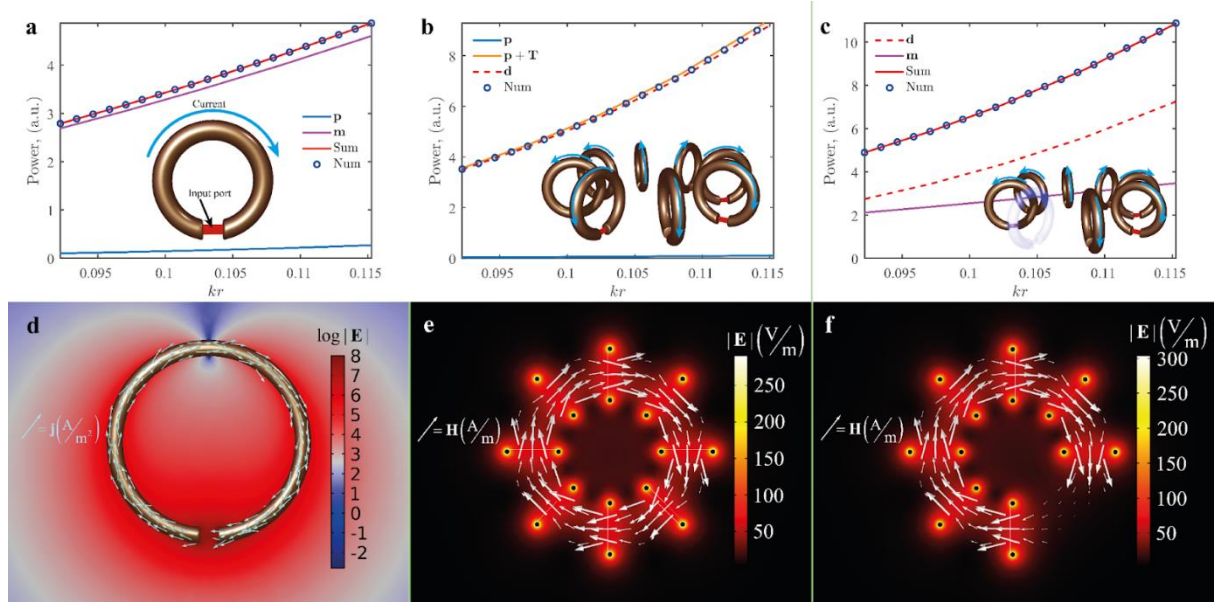 a
Power, (a.u.)
4
3
2
1
0
Current
Input port
p
m
Sum
Num
0.095
0.1
0.105
0.11
0.115
kr
b
Power, (a.u.)
8
6
4
2
0
p
p + T
d
Num
0.095
0.1
0.105
0.11
0.115
kr
c
Power, (a.u.)
10
8
6
4
2
0
d
m
Sum
Num
0.095
0.1
0.105
0.11
0.115
kr
d
log |E|
8
7
6
5
4
3
2
1
0
-1
-2
= j(A/m²)
e
|E| (V/m)
250
200
150
100
50
= H(A/m)
f
|E| (V/m)
300
250
200
150
100
50
= H(A/m)